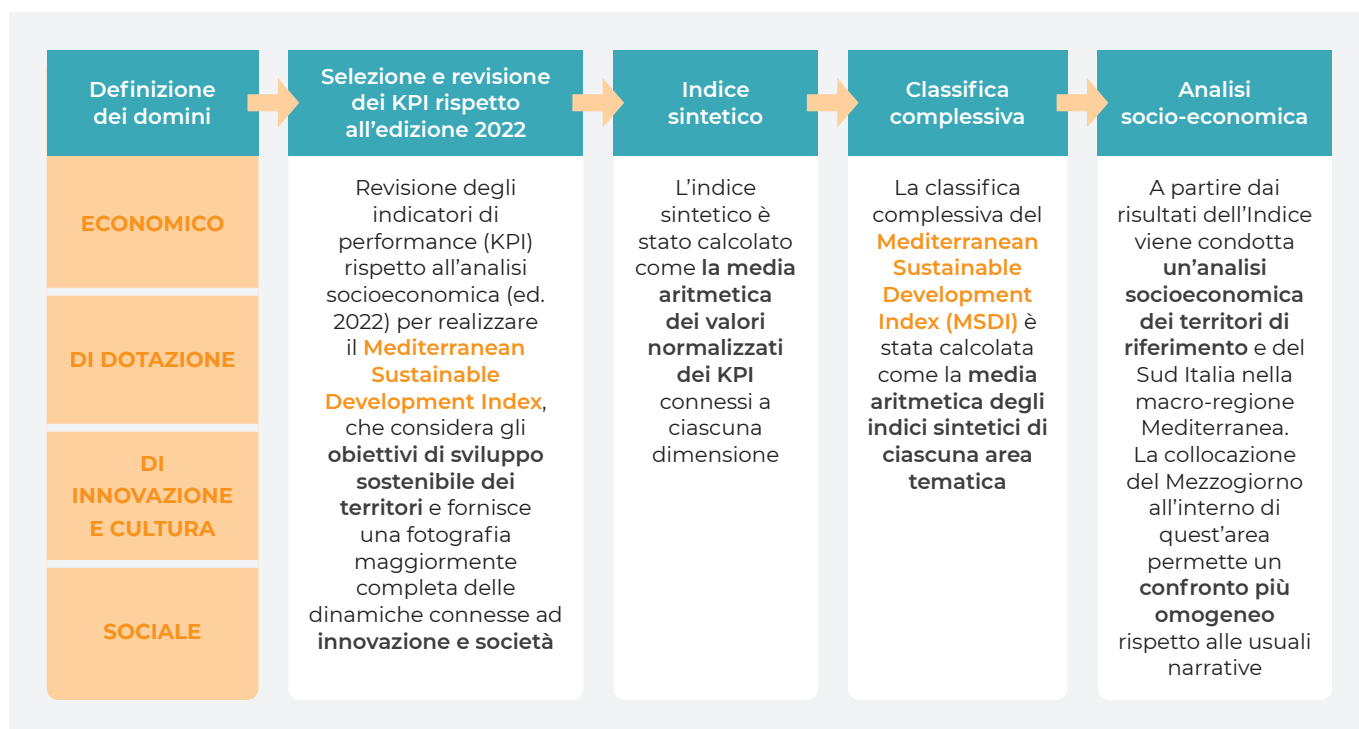 Definizione
dei domini
ECONOMICO
DI DOTAZIONE
DI
INNOVAZIONE
E CULTURA
SOCIALE
Selezione e revisione
dei KPI rispetto
all’edizione 2022
Revisione degli
indicatori di
performance (KPI)
rispetto all’analisi
socioeconomica (ed.
2022) per realizzare
il Mediterranean
Sustainable
Development Index,
che considera gli
obiettivi di sviluppo
sostenibile dei
territori e fornisce
una fotografia
maggiormente
completa delle
dinamiche connesse ad
innovazione e società
Indice
sintetico
L’indice
sintetico è
stato calcolato
come la media
aritmetica
dei valori
normalizzati
dei KPI
connessi a
ciascuna
dimensione
Classifica
complessiva
La classifica
complessiva del
Mediterranean
Sustainable
Development
Index (MSDI) è
stata calcolata
come la media
aritmetica degli
indici sintetici di
ciascuna area
tematica
Analisi
socio-economica
A partire dai
risultati dell’Indice
viene condotta
un’analisi
socioeconomica
dei territori di
riferimento e del
Sud Italia nella
macro-regione
Mediterranea.
La collocazione
del Mezzogiorno
all’interno di
quest’area
permette un
confronto più
omogeneo
rispetto alle usuali
narrative